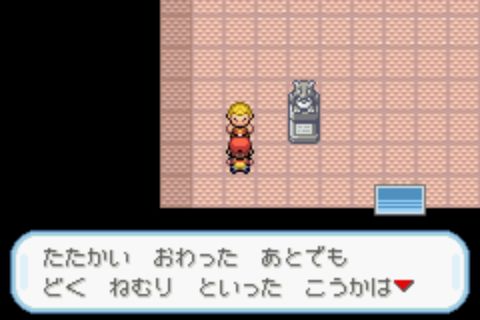 たたかい　おわった　あとでも
どく　ねむり　といった　こうかは